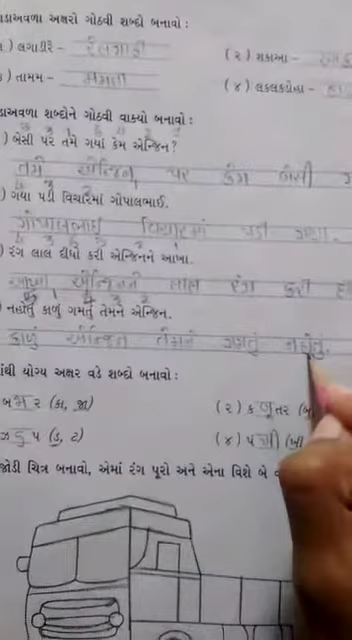 ડાઅવળા અક્ષરો ગોઠવી શબ્દો બનાવો :
) લગાડીરે - રેલગાડી (૨) શકાઆ -
) તામમ - મમતા (૪) લકલકડોના -
ડાઅવળા શબ્દોને ગોઠવી વાક્યો બનાવો :
) બેસી પર તમે ગયાં કેમ એન્જિન?
તમે એન્જિન પર કેમ બેસી
) ગયા પડી વિચારમાં ગોપાલભાઈ.
ગોપાલભાઈ વિચારમાં પડી ગયા.
) રંગ લાલ દીધો કરી એન્જિનને આખા.
આખા એન્જિનને લાલ રંગ કરી
) નહોતું કાળું ગમતું તેમને એન્જિન.
કાળું એન્જિન તેમને ગમતું નહોતું.
માંથી યોગ્ય અક્ષર વડે શબ્દો બનાવો :
બ જા ર (કા, જા) (૨) ક બૂ તર
ઝ ડ પ (ડ, ટ) (૪) પ
જોડી ચિત્ર બનાવો, એમાં રંગ પૂરો અને એના વિશે બે